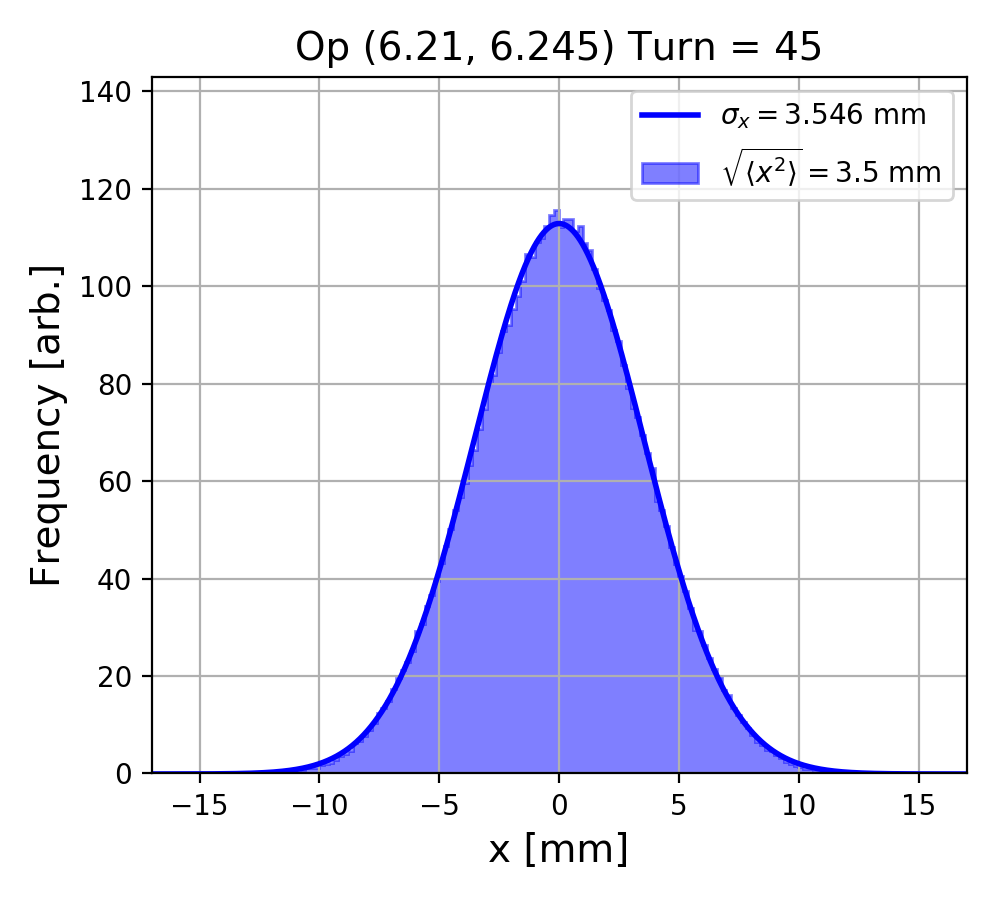 Op (6.21, 6.245) Turn = 45
σₓ = 3.546 mm
√⟨x²⟩ = 3.5 mm
Frequency [arb.]
140
120
100
80
60
40
20
0
−15 −10 −5 0 5 10 15
x [mm]